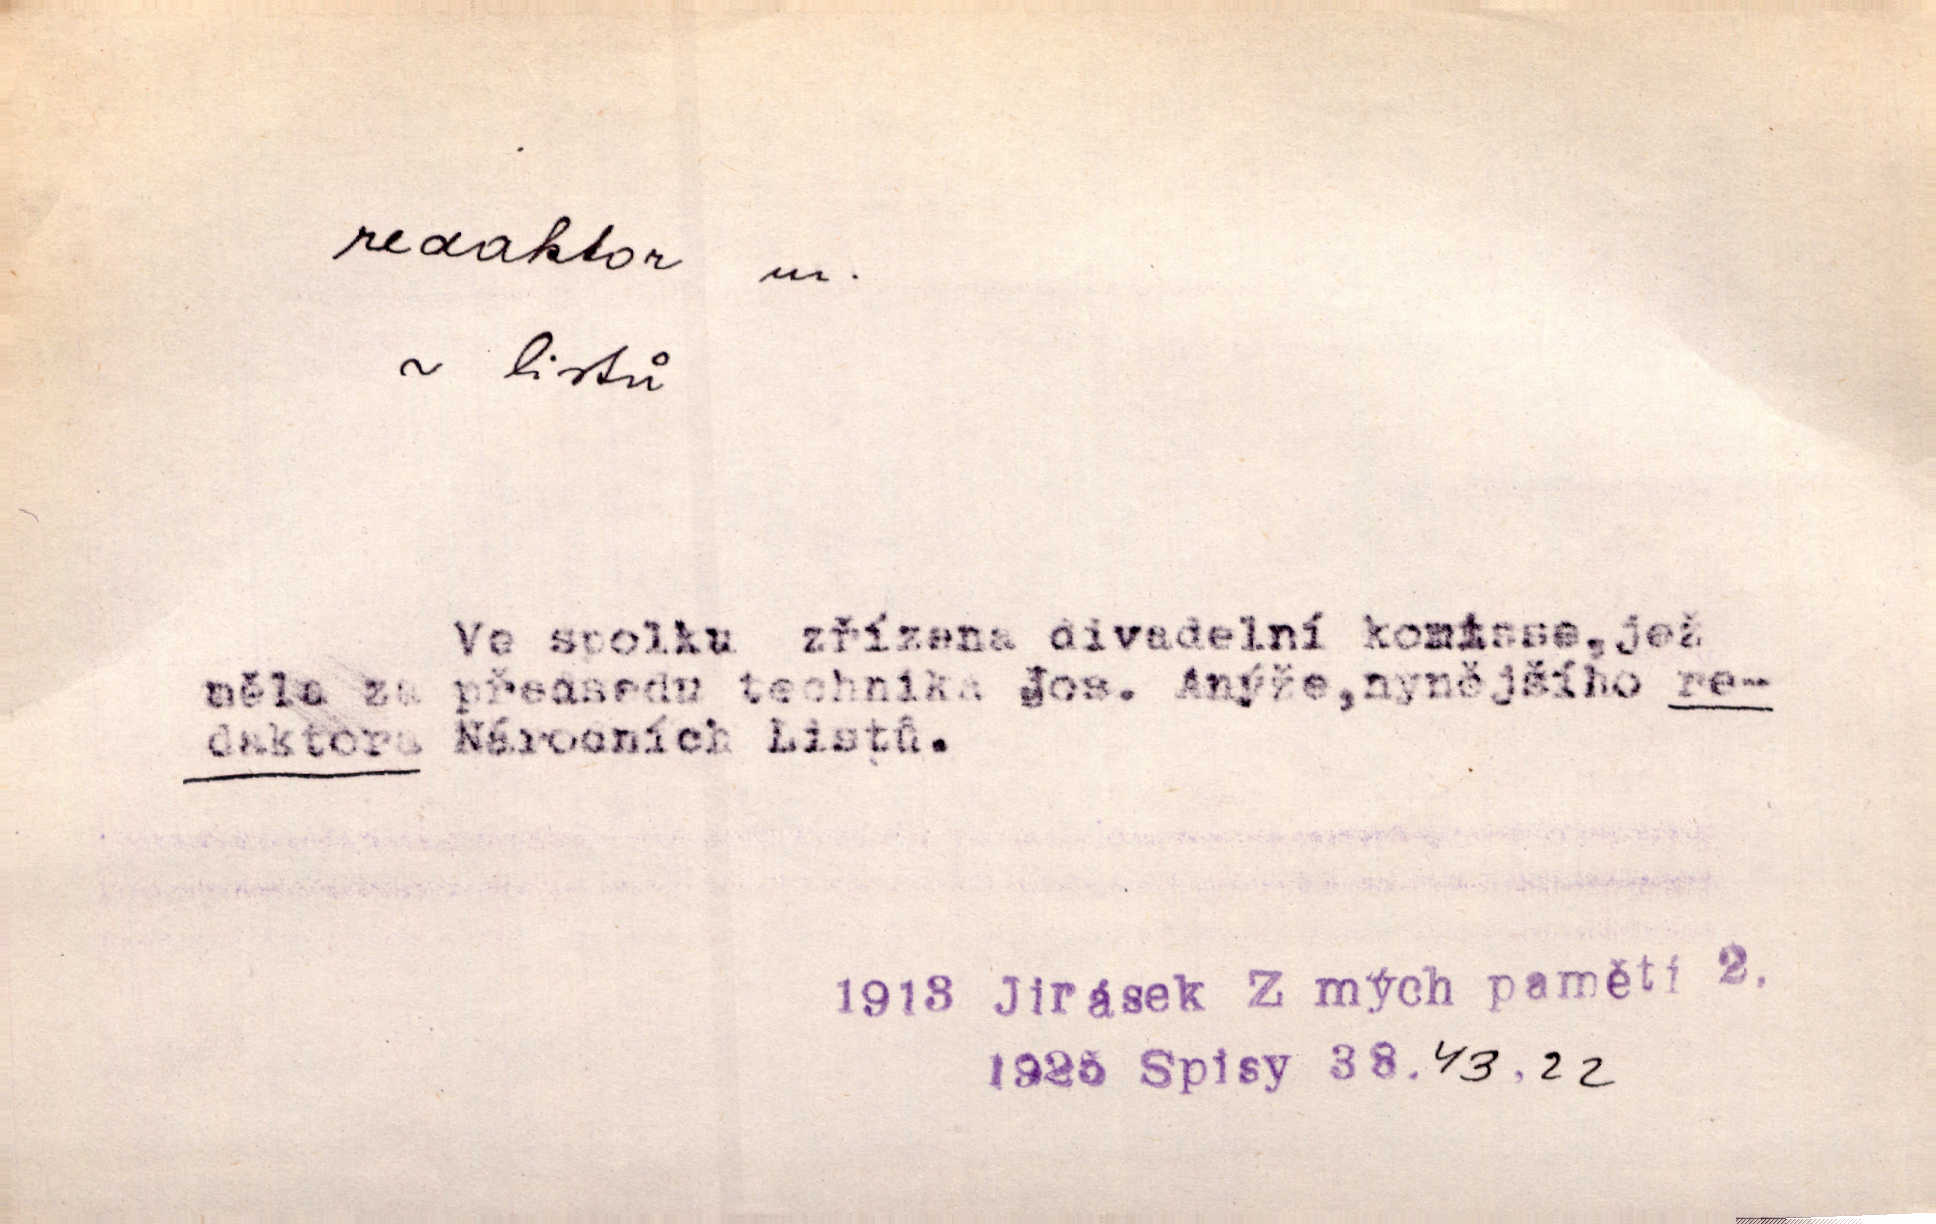 redaktor m.
~ listů
Ve spolku zřízena divadelní komisse,jež
měla za předsedu technika Jos. Anýže,nynějšího re-
daktora Národních Listů.
1913 Jirásek Z mých pamětí 2.
1925 Spisy 38.43,22